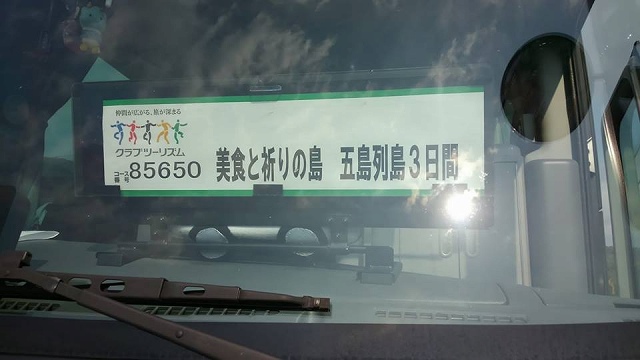 仲間が広がる、旅が深まる
クラブツーリズム
コース番号 85650
美食と祈りの島 五島列島3日間